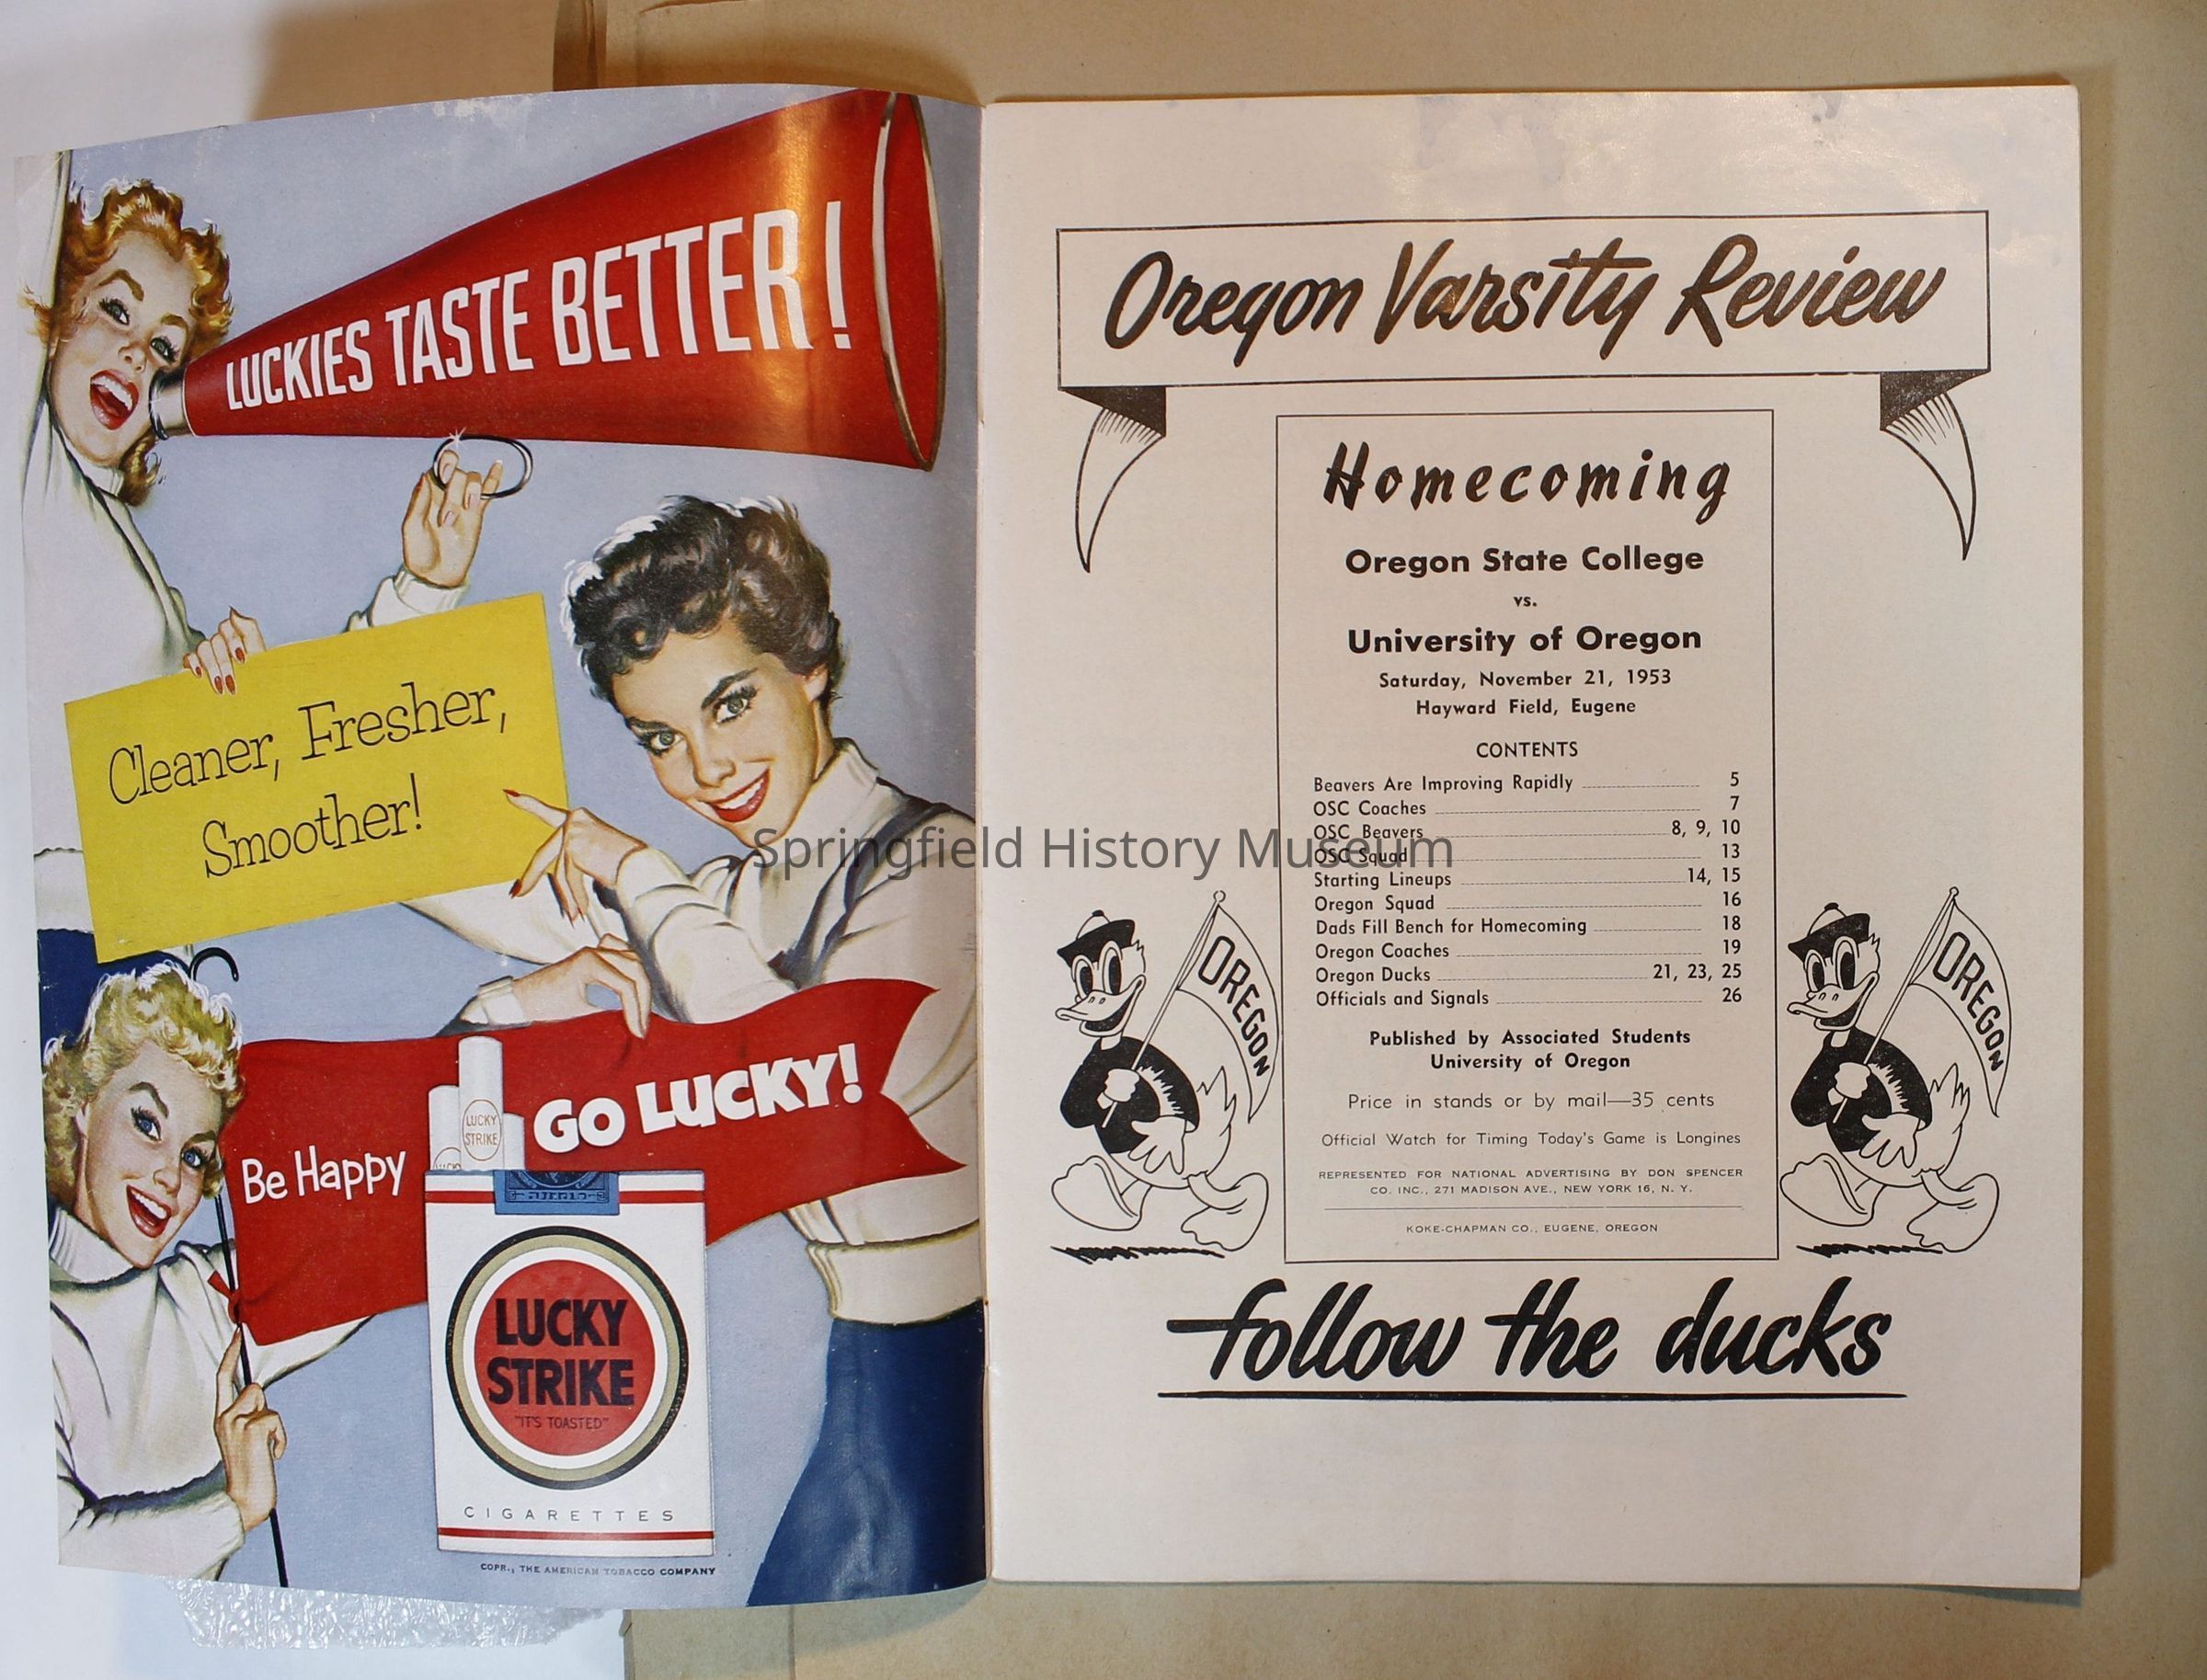 LUCKIES TASTE BETTER!
Cleaner, Fresher,
Smoother!
Be Happy
GO LUCKY!
LUCKY
STRIKE
LUCKY
STRIKE
"IT'S TOASTED"
CIGARETTES
COPR., THE AMERICAN TOBACCO COMPANY
Oregon Varsity Review
Homecoming
Oregon State College
vs.
University of Oregon
Saturday, November 21, 1953
Hayward Field, Eugene
CONTENTS
Beavers Are Improving Rapidly 5
OSC Coaches 7
OSC Beavers 8, 9, 10
OSC Squad 13
Starting Lineups 14, 15
Oregon Squad 16
Dads Fill Bench for Homecoming 18
Oregon Coaches 19
Oregon Ducks 21, 23, 25
Officials and Signals 26
Published by Associated Students
University of Oregon
Price in stands or by mail—35 cents
Official Watch for Timing Today's Game is Longines
REPRESENTED FOR NATIONAL ADVERTISING BY DON SPENCER
CO. INC., 271 MADISON AVE., NEW YORK 16, N. Y.
KOKE-CHAPMAN CO., EUGENE, OREGON
OREGON
OREGON
follow the ducks
Springfield History Museum